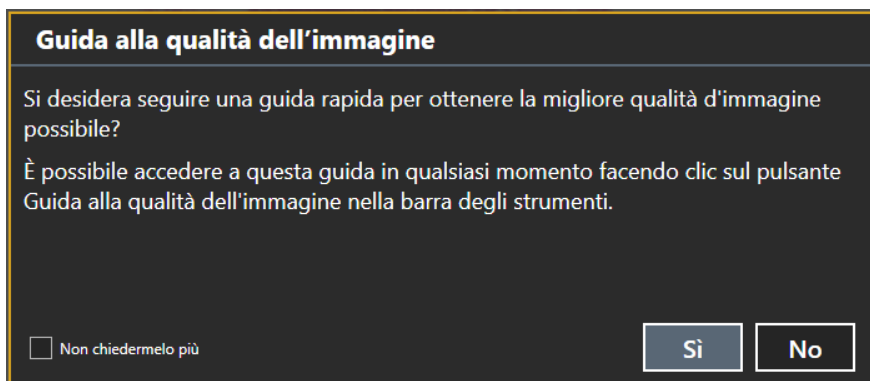 Guida alla qualità dell’immagine
Si desidera seguire una guida rapida per ottenere la migliore qualità d'immagine
possibile?
È possibile accedere a questa guida in qualsiasi momento facendo clic sul pulsante
Guida alla qualità dell'immagine nella barra degli strumenti.
Non chiedermelo più
Sì
No